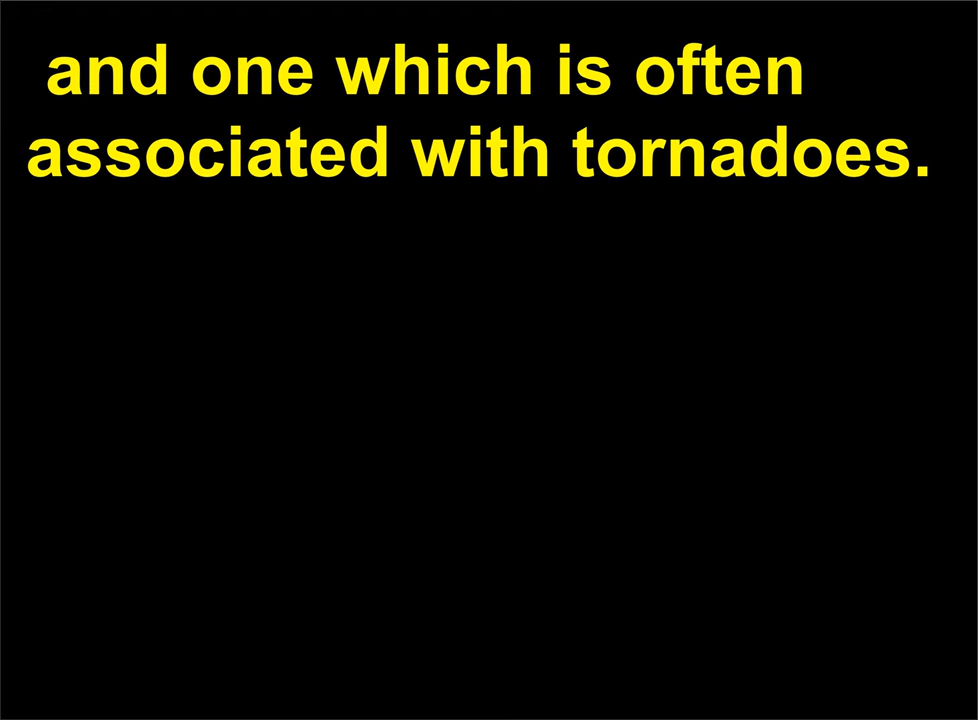 and one which is often
associated with tornadoes.